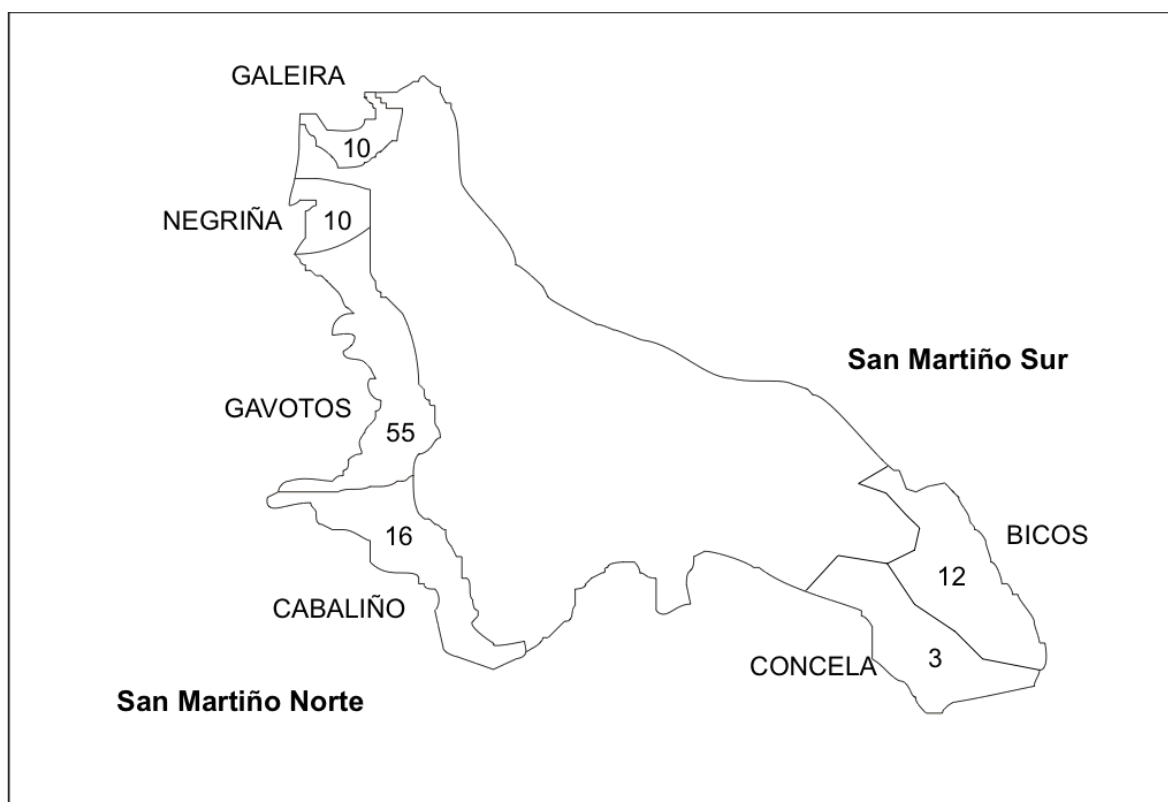 GALEIRA
10
NEGRIÑA
10
San Martiño Sur
GAVOTOS
55
16
BICOS
12
CABALIÑO
CONCELA
3
San Martiño Norte